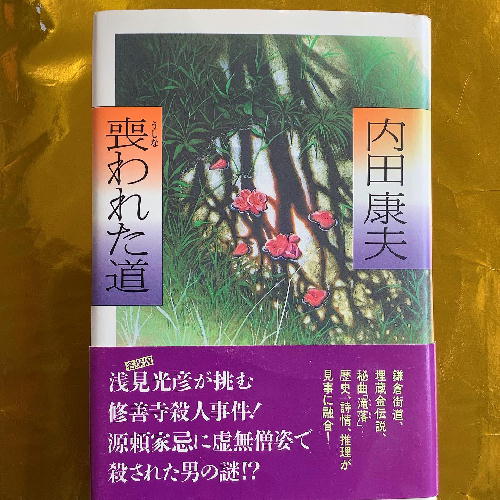 内田康夫
喪われた道
うしな
浅見光彦が挑む
修善寺殺人事件!
源頼家忌に虚無僧姿で
殺された男の謎!?
鎌倉街道、
埋蔵金伝説、
秘曲「滝落」…
歴史、詩情、推理が
見事に融合!